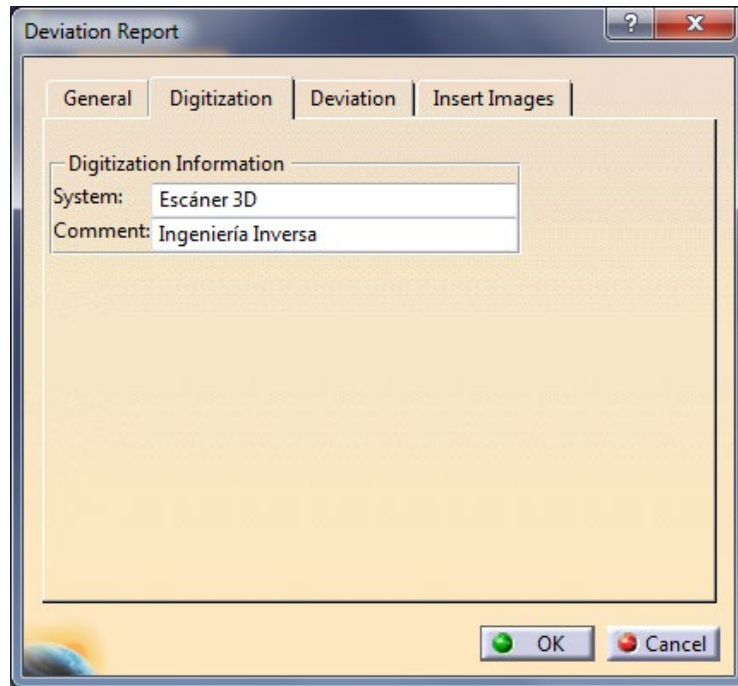 Deviation Report
?
General Digitization Deviation Insert Images
Digitization Information
System: Escáner 3D
Comment: Ingeniería Inversa
OK Cancel